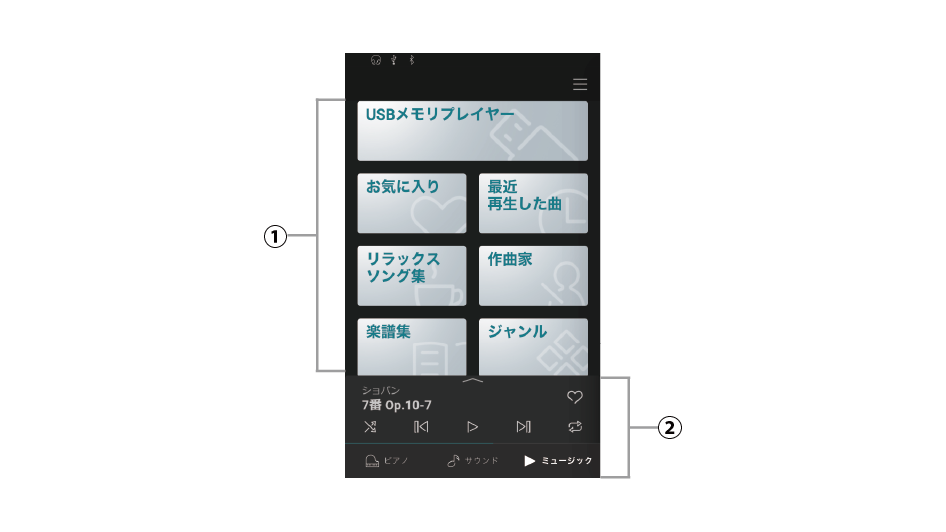 USBメモリプレイヤー
お気に入り
最近
再生した曲
リラックス
ソング集
作曲家
楽譜集
ジャンル
①
ショパン
7番 Op.10-7
②
ピアノ
サウンド
ミュージック